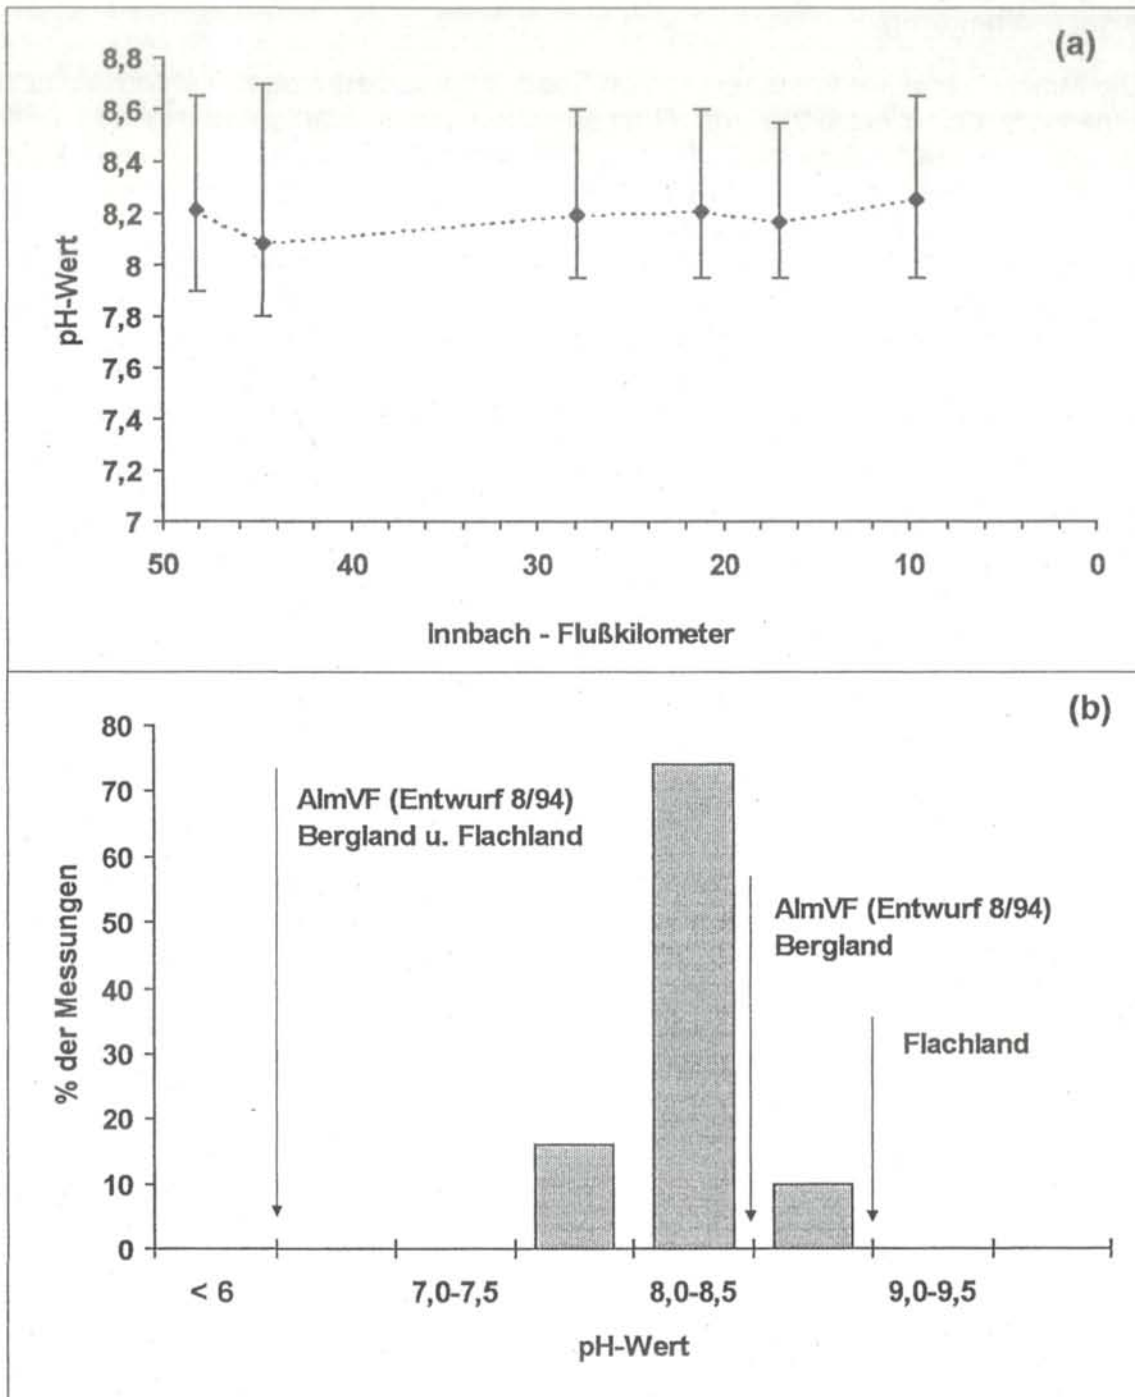 (a)
8,8
8,6
8,4
8,2
8
7,8
7,6
7,4
7,2
7
pH-Wert
50 40 30 20 10 0
Innbach - Flußkilometer
(b)
80
70
60
50
40
30
20
10
0
% der Messungen
AImVF (Entwurf 8/94)
Bergland u. Flachland
AImVF (Entwurf 8/94)
Bergland
Flachland
< 6 7,0-7,5 8,0-8,5 9,0-9,5
pH-Wert